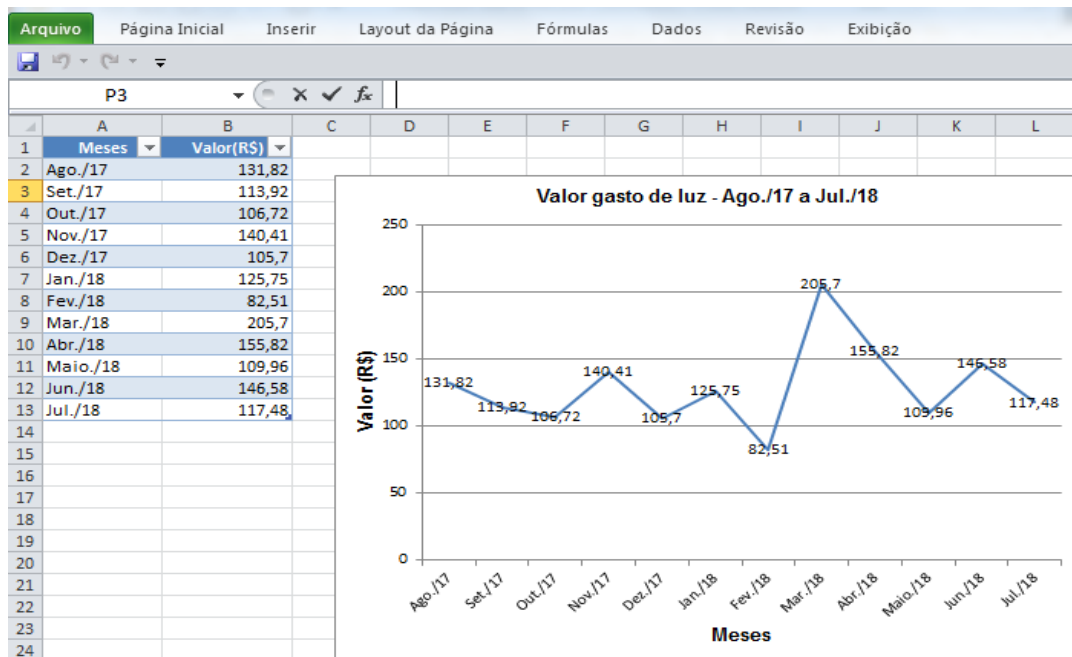 Arquivo Página Inicial Inserir Layout da Página Fórmulas Dados Revisão Exibição
P3 fx
A B C D E F G H I J K L
1 Meses Valor(R$)
2 Ago./17 131,82
3 Set./17 113,92
4 Out./17 106,72
5 Nov./17 140,41
6 Dez./17 105,7
7 Jan./18 125,75
8 Fev./18 82,51
9 Mar./18 205,7
10 Abr./18 155,82
11 Maio./18 109,96
12 Jun./18 146,58
13 Jul./18 117,48
14
15
16
17
18
19
20
21
22
23
24
Valor gasto de luz - Ago./17 a Jul./18
Valor (R$)
250
200
150
100
50
0
131,82 113,92 106,72 140,41 105,7 125,75 82,51 205,7 155,82 109,96 146,58 117,48
Ago./17 Set./17 Out./17 Nov./17 Dez./17 Jan./18 Fev./18 Mar./18 Abr./18 Maio./18 Jun./18 Jul./18
Meses